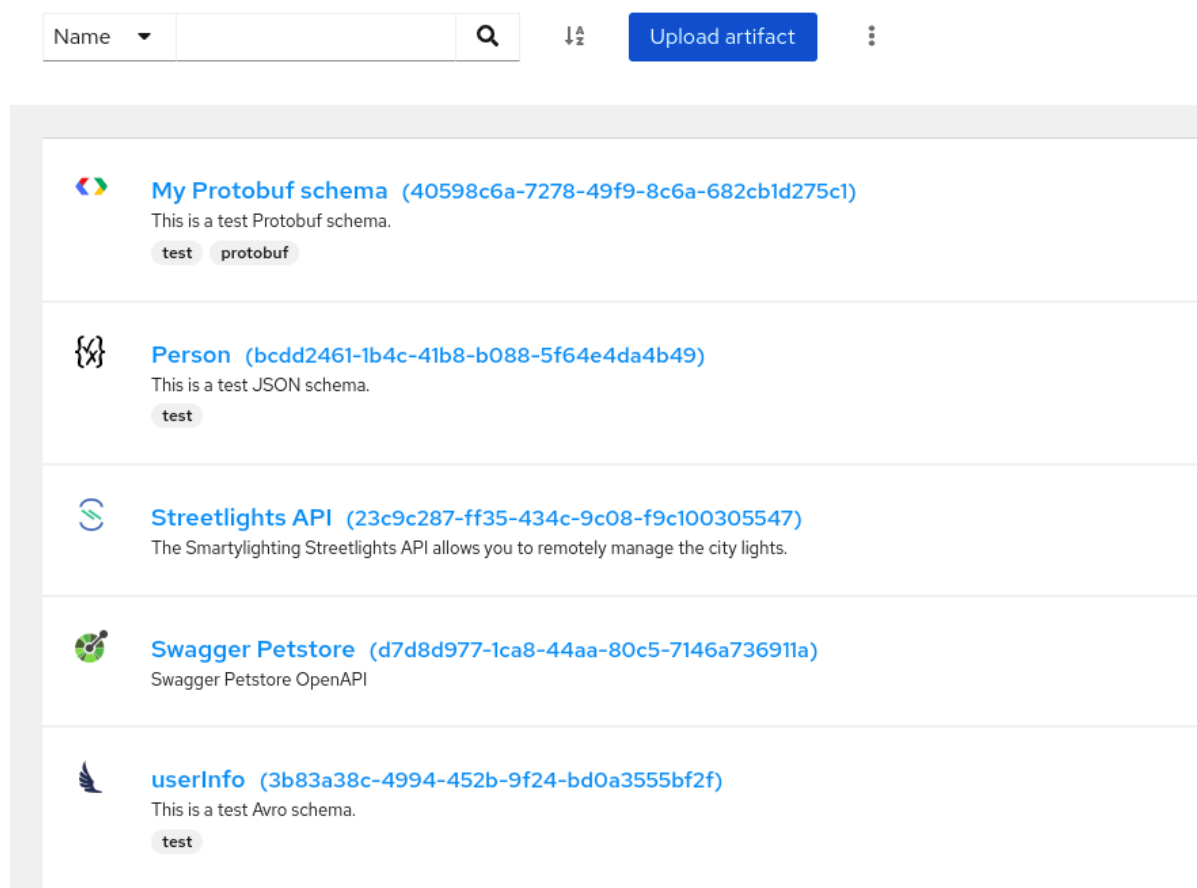 Name
Upload artifact
My Protobuf schema (40598c6a-7278-49f9-8c6a-682cb1d275c1)
This is a test Protobuf schema.
test protobuf
Person (bcdd2461-1b4c-41b8-b088-5f64e4da4b49)
This is a test JSON schema.
test
Streetlights API (23c9c287-ff35-434c-9c08-f9c100305547)
The Smartylighting Streetlights API allows you to remotely manage the city lights.
Swagger Petstore (d7d8d977-1ca8-44aa-80c5-7146a736911a)
Swagger Petstore OpenAPI
userInfo (3b83a38c-4994-452b-9f24-bd0a3555bf2f)
This is a test Avro schema.
test